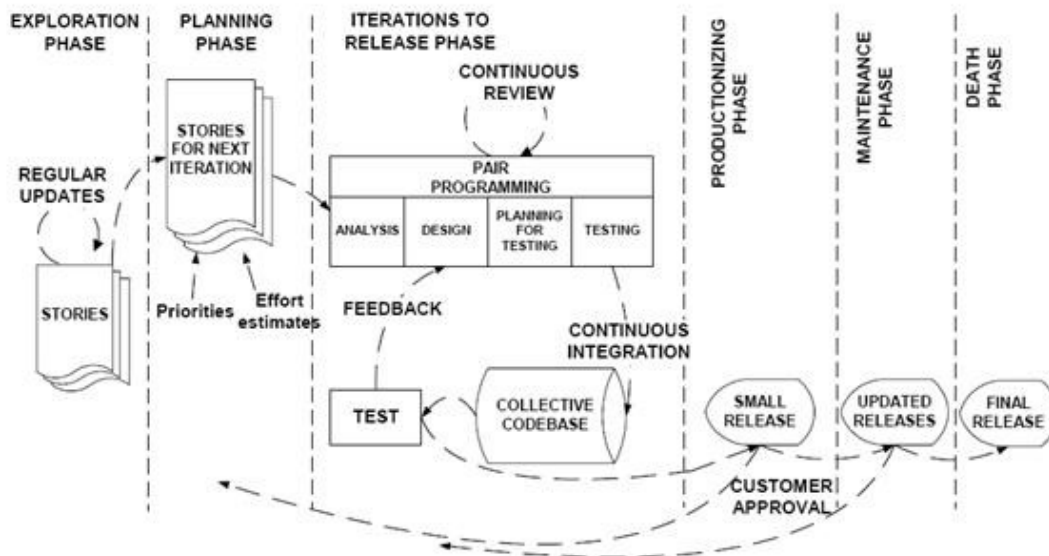 EXPLORATION
PHASE
PLANNING
PHASE
ITERATIONS TO
RELEASE PHASE
PRODUCTIONIZING
PHASE
MAINTENANCE
PHASE
DEATH
PHASE
CONTINUOUS
REVIEW
REGULAR
UPDATES
STORIES
FOR NEXT
ITERATION
PAIR
PROGRAMMING
ANALYSIS
DESIGN
PLANNING
FOR
TESTING
TESTING
STORIES
Priorities
Effort
estimates
FEEDBACK
CONTINUOUS
INTEGRATION
TEST
COLLECTIVE
CODEBASE
SMALL
RELEASE
UPDATED
RELEASES
FINAL
RELEASE
CUSTOMER
APPROVAL